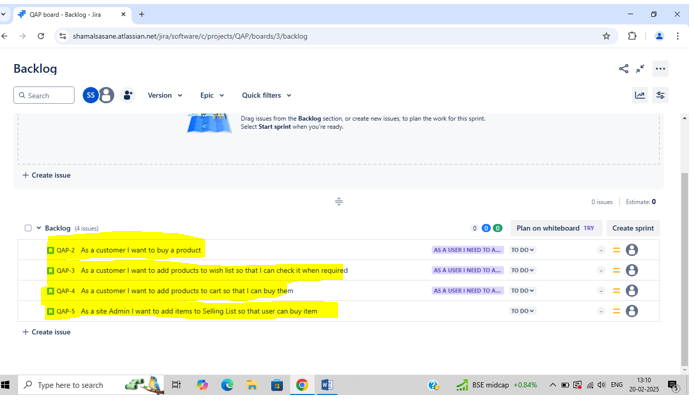 QAP board - Backlog - Jira
shamalsasane.atlassian.net/jira/software/c/projects/QAP/boards/3/backlog
Backlog
Search
SS
Version
Epic
Quick filters
Drag issues from the Backlog section, or create new issues, to plan the work for this sprint.
Select Start sprint when you're ready.
+ Create issue
0 issues Estimate: 0
Backlog (4 issues) 0 0 0 Plan on whiteboard TRY Create sprint
QAP-2 As a customer I want to buy a product AS A USER I NEED TO A... TO DO -
QAP-3 As a customer I want to add products to wish list so that I can check it when required AS A USER I NEED TO A... TO DO -
QAP-4 As a customer I want to add products to cart so that I can buy them AS A USER I NEED TO A... TO DO -
QAP-5 As a site Admin I want to add items to Selling List so that user can buy item TO DO -
+ Create issue
Type here to search
BSE midcap +0.84%
ENG
13:10
20-02-2025